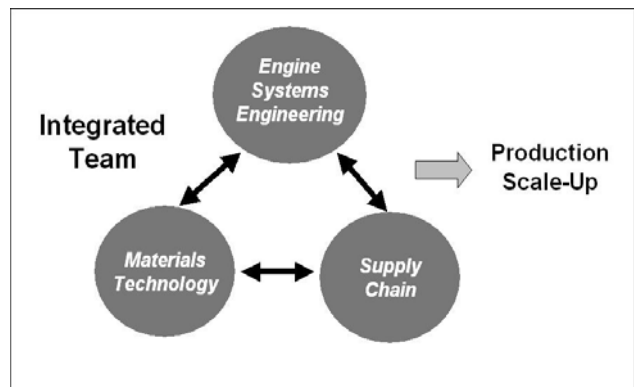 Engine
Systems
Engineering
Integrated
Team
Production
Scale-Up
Materials
Technology
Supply
Chain